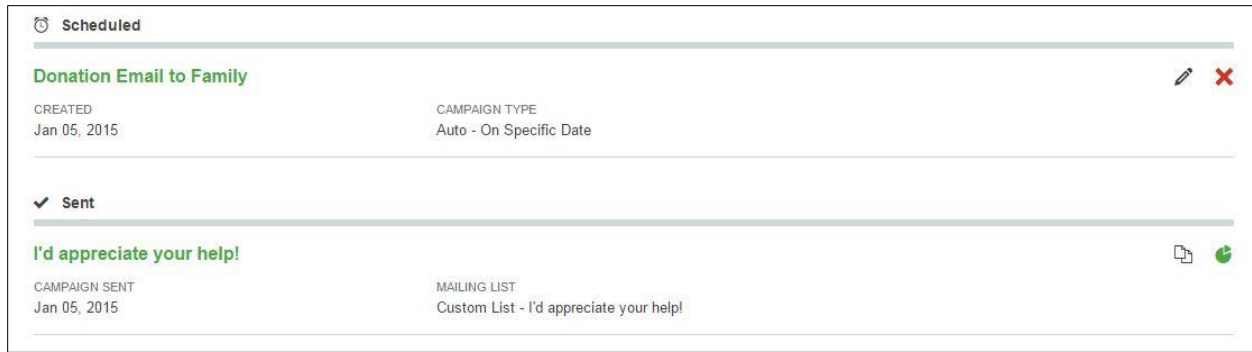 Scheduled
Donation Email to Family
CREATED CAMPAIGN TYPE
Jan 05, 2015 Auto - On Specific Date
Sent
I'd appreciate your help!
CAMPAIGN SENT MAILING LIST
Jan 05, 2015 Custom List - I'd appreciate your help!